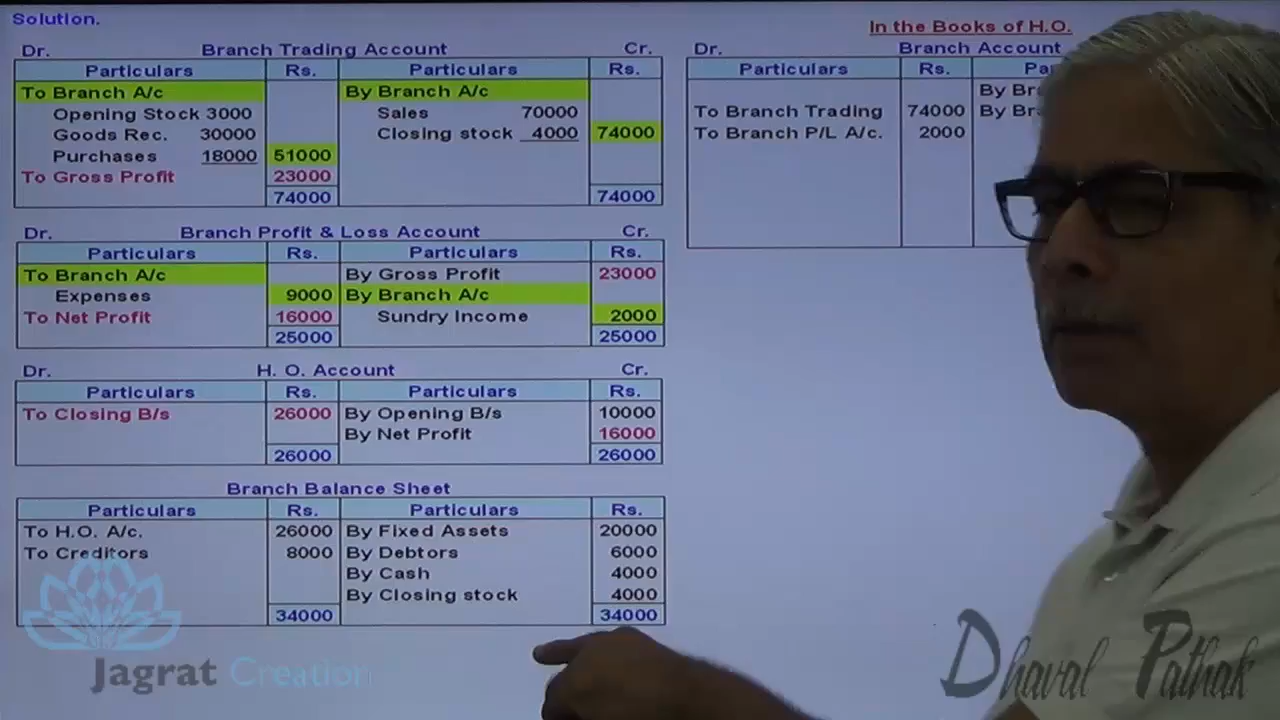 Solution.
Dr. Branch Trading Account Cr.
Particulars Rs. Particulars Rs.
To Branch A/c By Branch A/c
Opening Stock 3000 Sales 70000
Goods Rec. 30000 Closing stock 4000 74000
Purchases 18000 51000
To Gross Profit 23000
74000 74000
Dr. Branch Profit & Loss Account Cr.
Particulars Rs. Particulars Rs.
To Branch A/c By Gross Profit 23000
Expenses 9000 By Branch A/c
To Net Profit 16000 Sundry Income 2000
25000 25000
Dr. H. O. Account Cr.
Particulars Rs. Particulars Rs.
To Closing B/s 26000 By Opening B/s 10000
By Net Profit 16000
26000 26000
Branch Balance Sheet
Particulars Rs. Particulars Rs.
To H.O. A/c. 26000 By Fixed Assets 20000
To Creditors 8000 By Debtors 6000
By Cash 4000
By Closing stock 4000
34000 34000
In the Books of H.O.
Dr. Branch Account
Particulars Rs.
By
To Branch Trading 74000 By
To Branch P/L A/c. 2000
Jagrat Creation
Dhaval Pathak